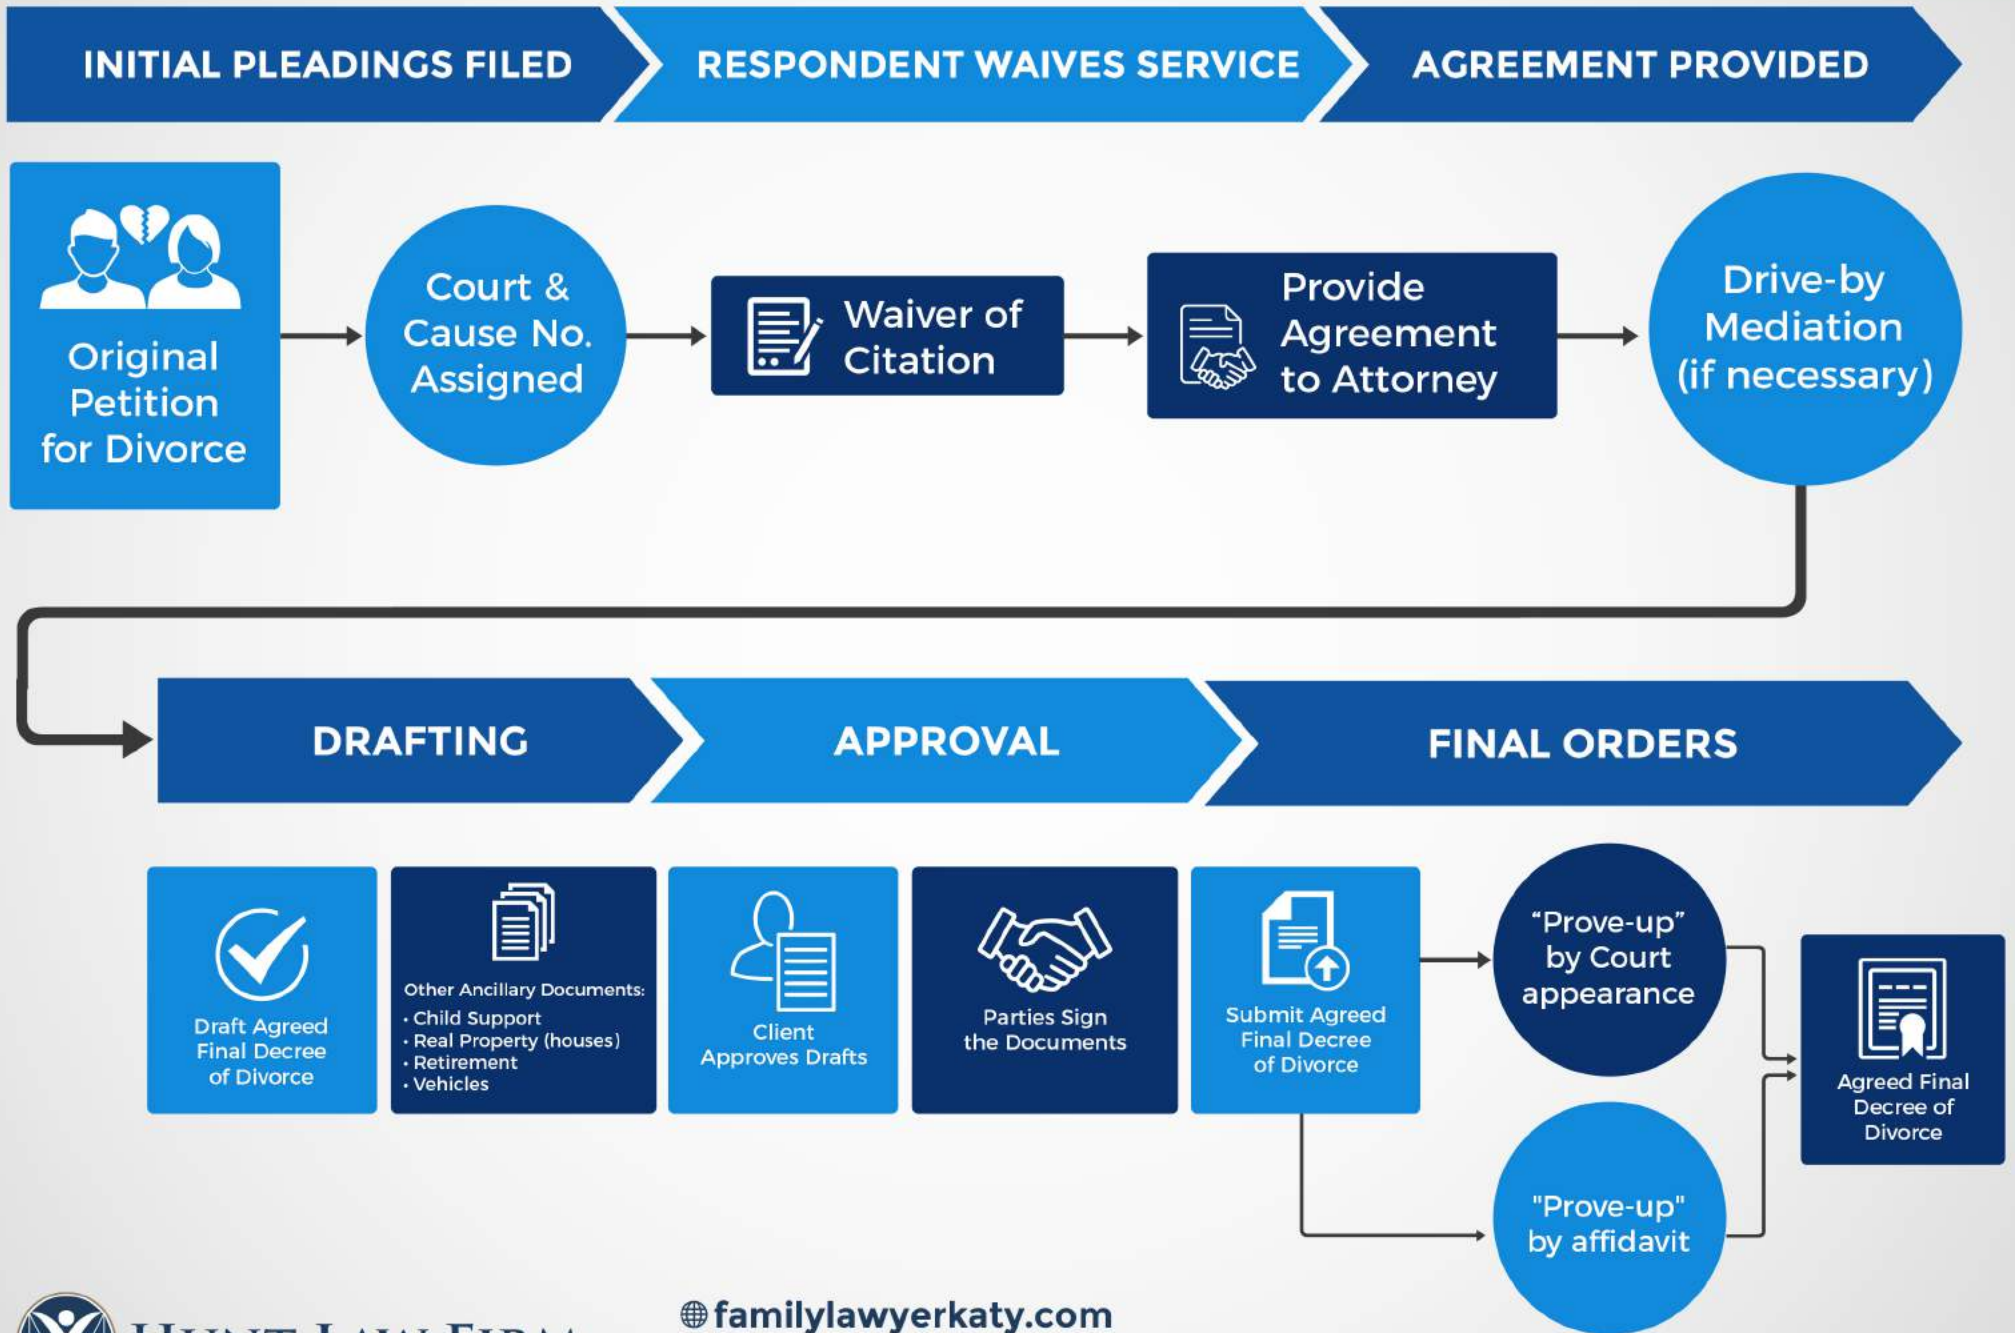 INITIAL PLEADINGS FILED
RESPONDENT WAIVES SERVICE
AGREEMENT PROVIDED
Original
Petition
for Divorce
Court &
Cause No.
Assigned
Waiver of
Citation
Provide
Agreement
to Attorney
Drive-by
Mediation
(if necessary)
DRAFTING
APPROVAL
FINAL ORDERS
Draft Agreed
Final Decree
of Divorce
Other Ancillary Documents:
• Child Support
• Real Property (houses)
• Retirement
• Vehicles
Client
Approves Drafts
Parties Sign
the Documents
Submit Agreed
Final Decree
of Divorce
“Prove-up”
by Court
appearance
"Prove-up"
by affidavit
Agreed Final
Decree of
Divorce
HUNT LAW FIRM
familylawyerkaty.com